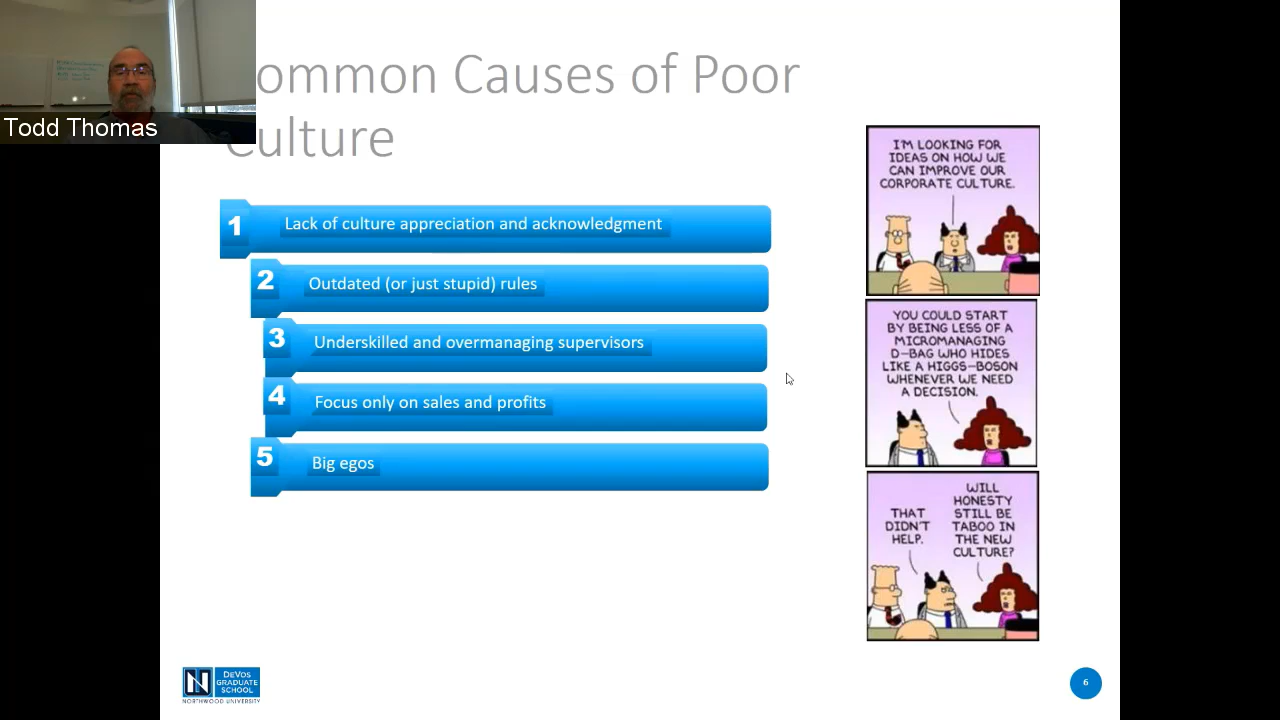 ommon Causes of Poor
Culture
Todd Thomas
1 Lack of culture appreciation and acknowledgment
2 Outdated (or just stupid) rules
3 Underskilled and overmanaging supervisors
4 Focus only on sales and profits
5 Big egos
I'M LOOKING FOR
IDEAS ON HOW WE
CAN IMPROVE OUR
CORPORATE CULTURE.
YOU COULD START
BY BEING LESS OF A
MICROMANAGING
D-BAG WHO HIDES
LIKE A HIGGS-BOSON
WHENEVER WE NEED
A DECISION.
THAT
DIDN'T
HELP.
WILL
HONESTY
STILL BE
TABOO IN
THE NEW
CULTURE?
N
DEVOS
GRADUATE
SCHOOL
NORTHWOOD UNIVERSITY
6